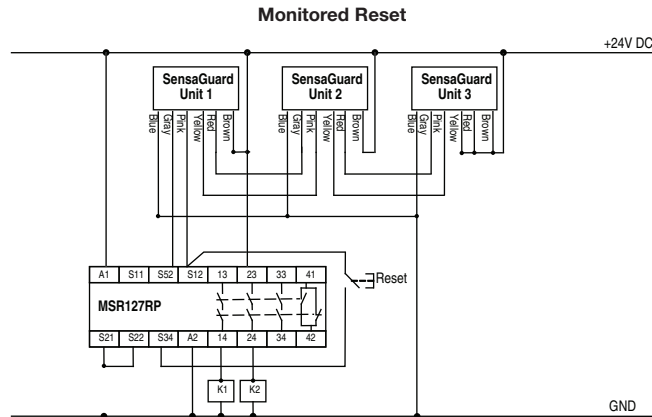 Monitored Reset
+24V DC
SensaGuard
Unit 1
SensaGuard
Unit 2
SensaGuard
Unit 3
Blue
Gray
Pink
Yellow
Red
Brown
Blue
Gray
Pink
Yellow
Red
Brown
Blue
Gray
Pink
Yellow
Red
Brown
A1 S11 S52 S12 13 23 33 41
Reset
MSR127RP
S21 S22 S34 A2 14 24 34 42
K1 K2
GND